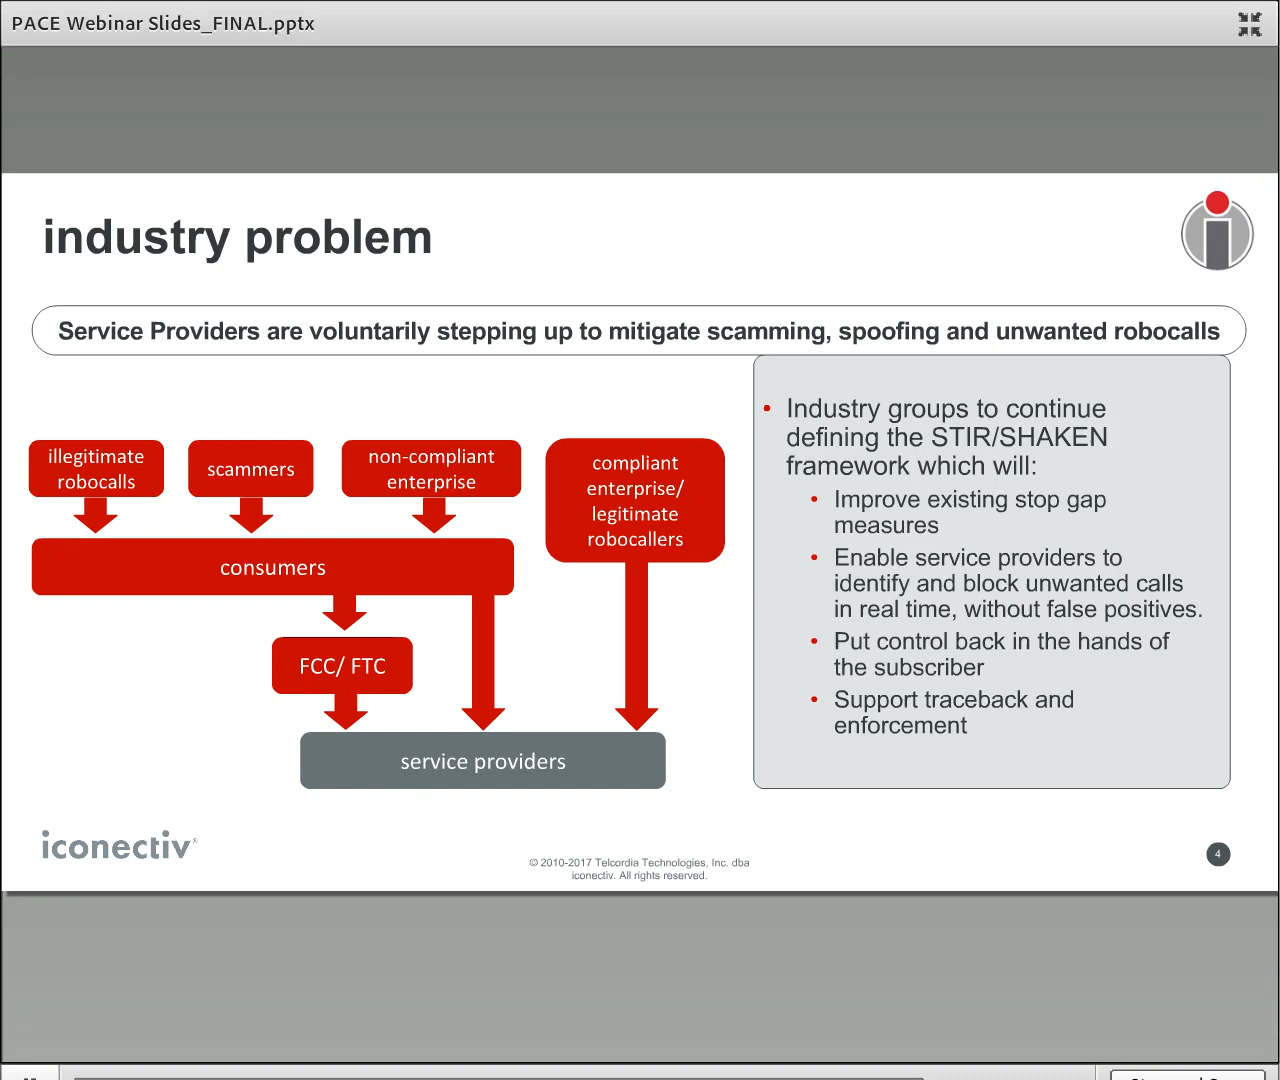 PACE Webinar Slides_FINAL.pptx
industry problem
Service Providers are voluntarily stepping up to mitigate scamming, spoofing and unwanted robocalls
illegitimate
robocalls
scammers
non-compliant
enterprise
compliant
enterprise/
legitimate
robocallers
consumers
FCC/ FTC
service providers
• Industry groups to continue
defining the STIR/SHAKEN
framework which will:
• Improve existing stop gap
measures
• Enable service providers to
identify and block unwanted calls
in real time, without false positives.
• Put control back in the hands of
the subscriber
• Support traceback and
enforcement
iconectiv®
© 2010-2017 Telcordia Technologies, Inc. dba
iconectiv. All rights reserved.
4